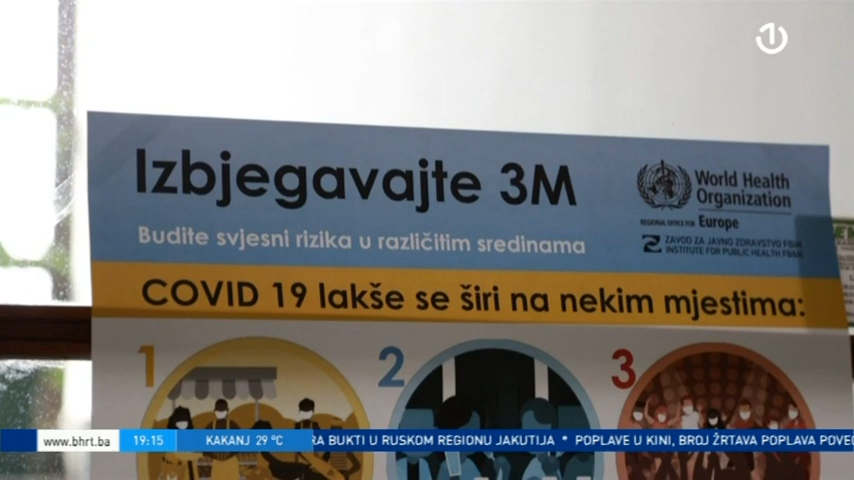 1
Izbjegavajte 3M
World Health
Organization
REGIONAL OFFICE FOR Europe
Budite svjesni rizika u različitim sredinama
ZAVOD ZA JAVNO ZDRAVSTVO FBiH
INSTITUTE FOR PUBLIC HEALTH FBiH
COVID 19 lakše se širi na nekim mjestima:
1 2 3
www.bhrt.ba 19:15 KAKANJ 29 °C RA BUKTI U RUSKOM REGIONU JAKUTIJA * POPLAVE U KINI, BROJ ŽRTAVA POPLAVA POVE